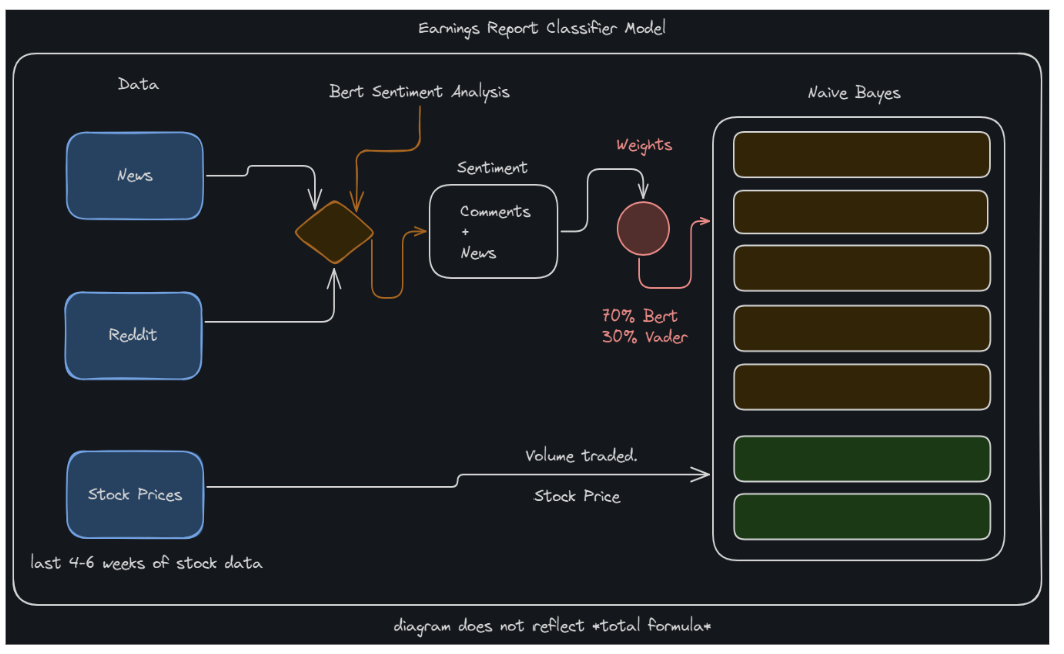 Earnings Report Classifier Model
Data
Bert Sentiment Analysis
Naive Bayes
News
Sentiment
Comments
+
News
Weights
70% Bert
30% Vader
Reddit
Stock Prices
last 4-6 weeks of stock data
Volume traded.
Stock Price
diagram does not reflect *total formula*